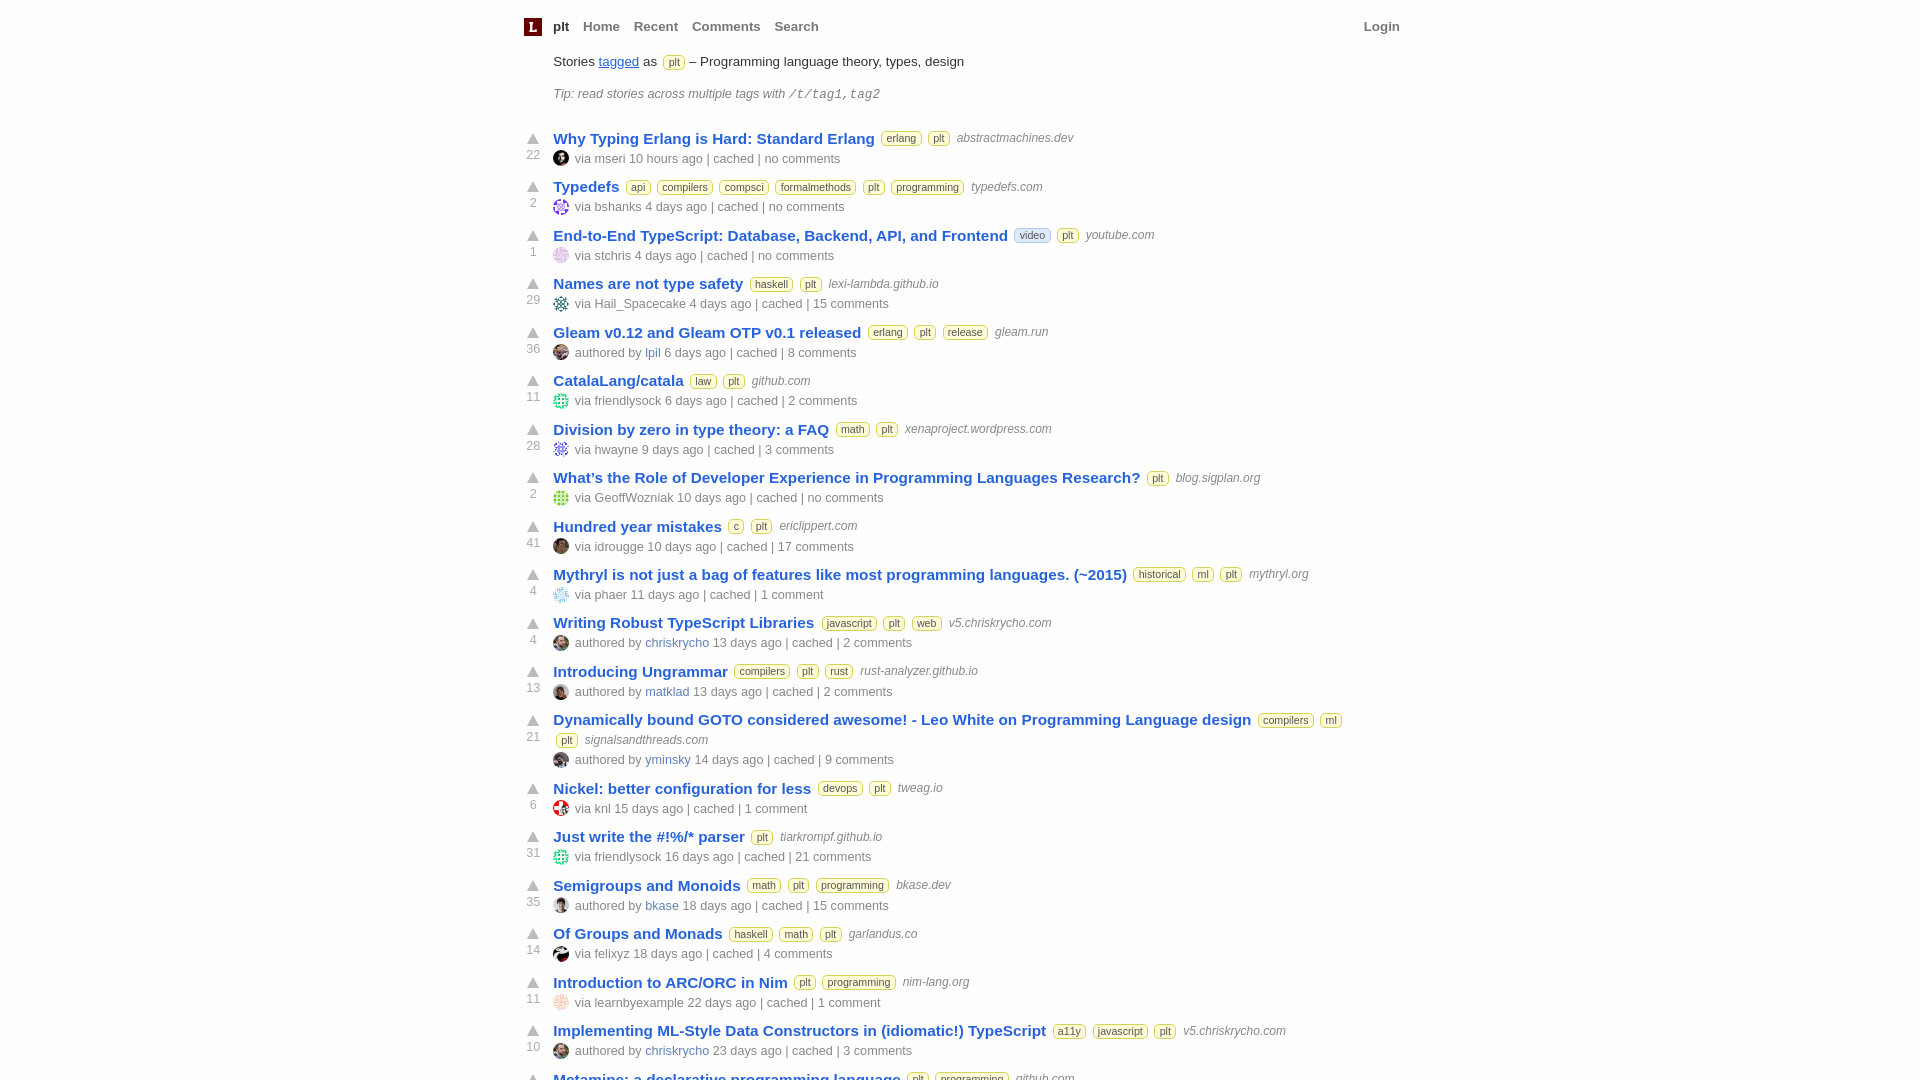 L plt Home Recent Comments Search Login
Stories tagged as plt – Programming language theory, types, design
Tip: read stories across multiple tags with /t/tag1,tag2
Why Typing Erlang is Hard: Standard Erlang erlang plt abstractmachines.dev
22 via mseri 10 hours ago | cached | no comments
Typedefs api compilers compsci formalmethods plt programming typedefs.com
2 via bshanks 4 days ago | cached | no comments
End-to-End TypeScript: Database, Backend, API, and Frontend video plt youtube.com
1 via stchris 4 days ago | cached | no comments
Names are not type safety haskell plt lexi-lambda.github.io
29 via Hail_Spacecake 4 days ago | cached | 15 comments
Gleam v0.12 and Gleam OTP v0.1 released erlang plt release gleam.run
36 authored by lpil 6 days ago | cached | 8 comments
CatalaLang/catala law plt github.com
11 via friendlysock 6 days ago | cached | 2 comments
Division by zero in type theory: a FAQ math plt xenaproject.wordpress.com
28 via hwayne 9 days ago | cached | 3 comments
What’s the Role of Developer Experience in Programming Languages Research? plt blog.sigplan.org
2 via GeoffWozniak 10 days ago | cached | no comments
Hundred year mistakes c plt ericlippert.com
41 via idrougge 10 days ago | cached | 17 comments
Mythryl is not just a bag of features like most programming languages. (~2015) historical ml plt mythryl.org
4 via phaer 11 days ago | cached | 1 comment
Writing Robust TypeScript Libraries javascript plt web v5.chriskrycho.com
4 authored by chriskrycho 13 days ago | cached | 2 comments
Introducing Ungrammar compilers plt rust rust-analyzer.github.io
13 authored by matklad 13 days ago | cached | 2 comments
Dynamically bound GOTO considered awesome! - Leo White on Programming Language design compilers ml
21 plt signalsandthreads.com
authored by yminsky 14 days ago | cached | 9 comments
Nickel: better configuration for less devops plt tweag.io
6 via knl 15 days ago | cached | 1 comment
Just write the #!%/* parser plt tiarkrompf.github.io
31 via friendlysock 16 days ago | cached | 21 comments
Semigroups and Monoids math plt programming bkase.dev
35 authored by bkase 18 days ago | cached | 15 comments
Of Groups and Monads haskell math plt garlandus.co
14 via felixyz 18 days ago | cached | 4 comments
Introduction to ARC/ORC in Nim plt programming nim-lang.org
11 via learnbyexample 22 days ago | cached | 1 comment
Implementing ML-Style Data Constructors in (idiomatic!) TypeScript a11y javascript plt v5.chriskrycho.com
10 authored by chriskrycho 23 days ago | cached | 3 comments
Metamine: a declarative programming language plt programming github.com